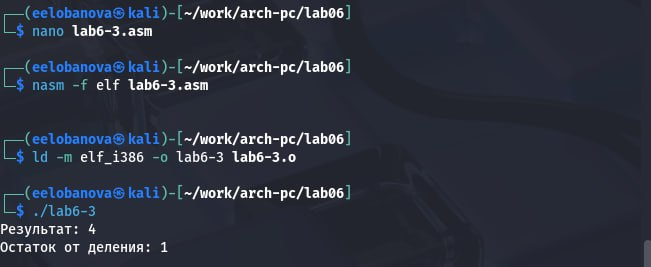 ┌──(eelobanova㉿kali)-[~/work/arch-pc/lab06]
└─$ nano lab6-3.asm
┌──(eelobanova㉿kali)-[~/work/arch-pc/lab06]
└─$ nasm -f elf lab6-3.asm
┌──(eelobanova㉿kali)-[~/work/arch-pc/lab06]
└─$ ld -m elf_i386 -o lab6-3 lab6-3.o
┌──(eelobanova㉿kali)-[~/work/arch-pc/lab06]
└─$ ./lab6-3
Результат: 4
Остаток от деления: 1